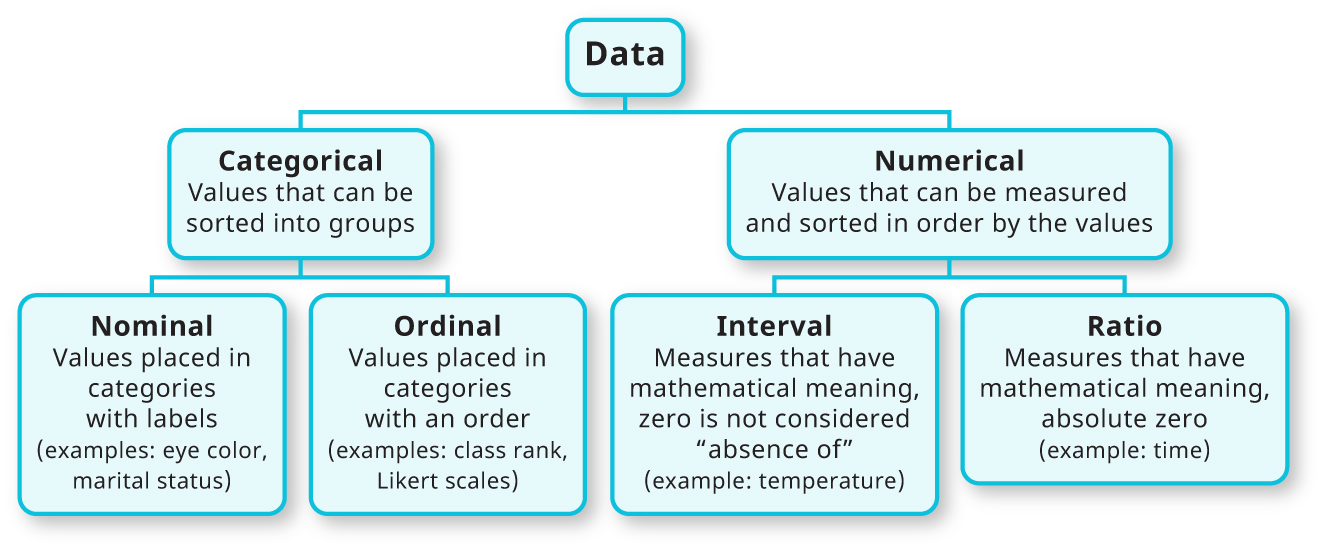 Data
Categorical
Values that can be
sorted into groups
Numerical
Values that can be measured
and sorted in order by the values
Nominal
Values placed in
categories
with labels
(examples: eye color,
marital status)
Ordinal
Values placed in
categories
with an order
(examples: class rank,
Likert scales)
Interval
Measures that have
mathematical meaning,
zero is not considered
“absence of”
(example: temperature)
Ratio
Measures that have
mathematical meaning,
absolute zero
(example: time)